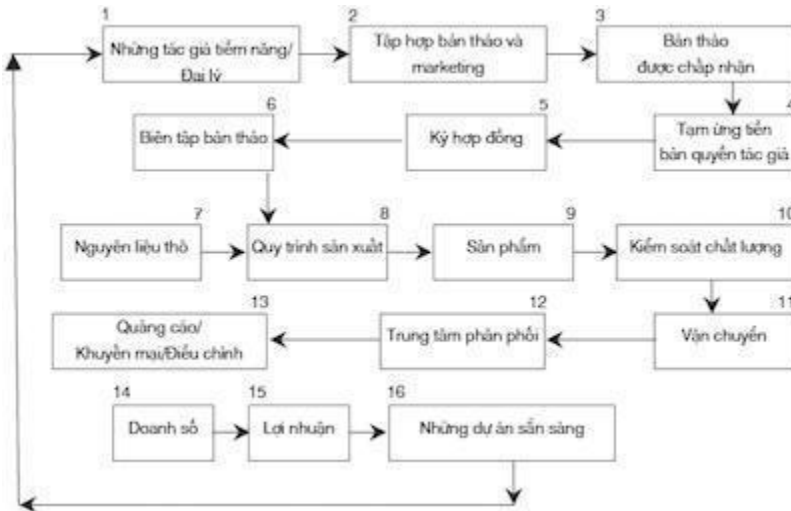 1
Những tác giả tiềm năng/
Đại lý
2
Tập hợp bản thảo và
marketing
3
Bản thảo
được chấp nhận
4
Tạm ứng tiền
bản quyền tác giả
5
Ký hợp đồng
6
Biên tập bản thảo
7
Nguyên liệu thô
8
Quy trình sản xuất
9
Sản phẩm
10
Kiểm soát chất lượng
11
Vận chuyển
12
Trung tâm phân phối
13
Quảng cáo/
Khuyến mại/Điều chỉnh
14
Doanh số
15
Lợi nhuận
16
Những dự án sẵn sàng